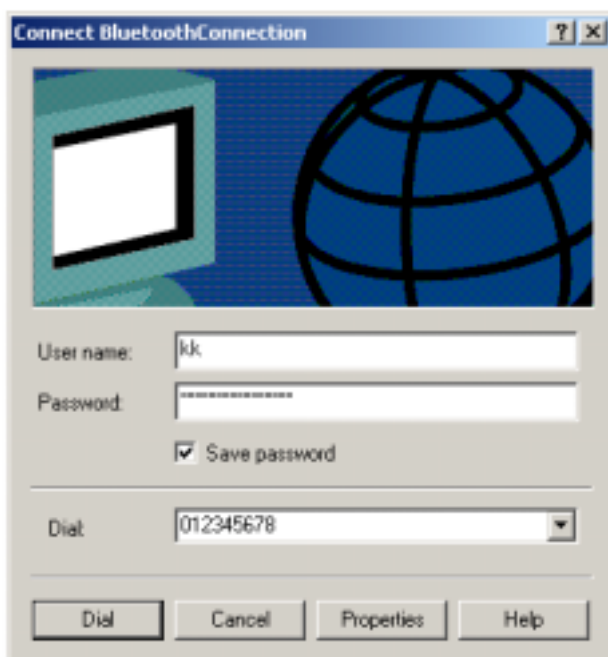 Connect BluetoothConnection
User name: kk
Password: ****************
Save password
Dial: 012345678
Dial Cancel Properties Help